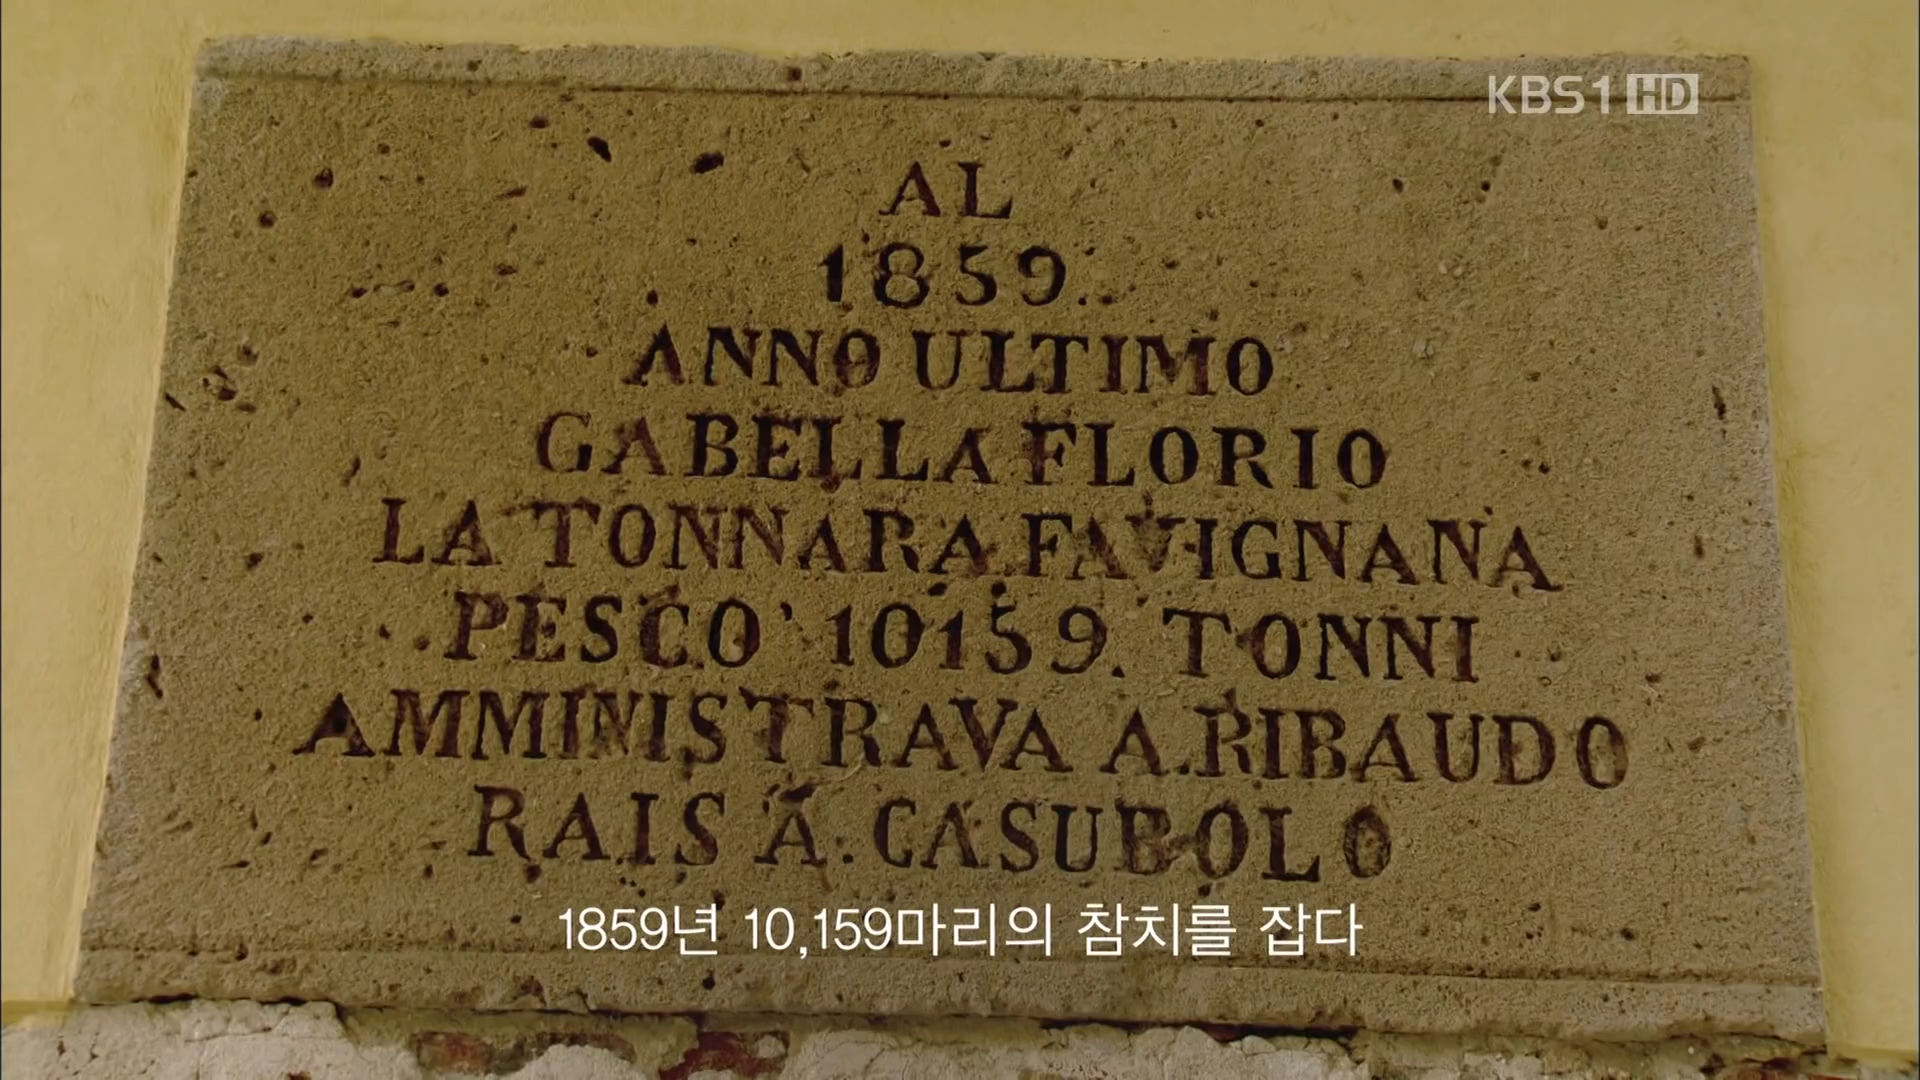 KBS1 HD
AL
1859.
ANNO ULTIMO
GABELLA FLORIO
LA TONNARA FAVIGNANA
PESCO' 10159. TONNI
AMMINISTRAVA A. RIBAUDO
RAIS A. CASUBOLO
1859년 10,159마리의 참치를 잡다